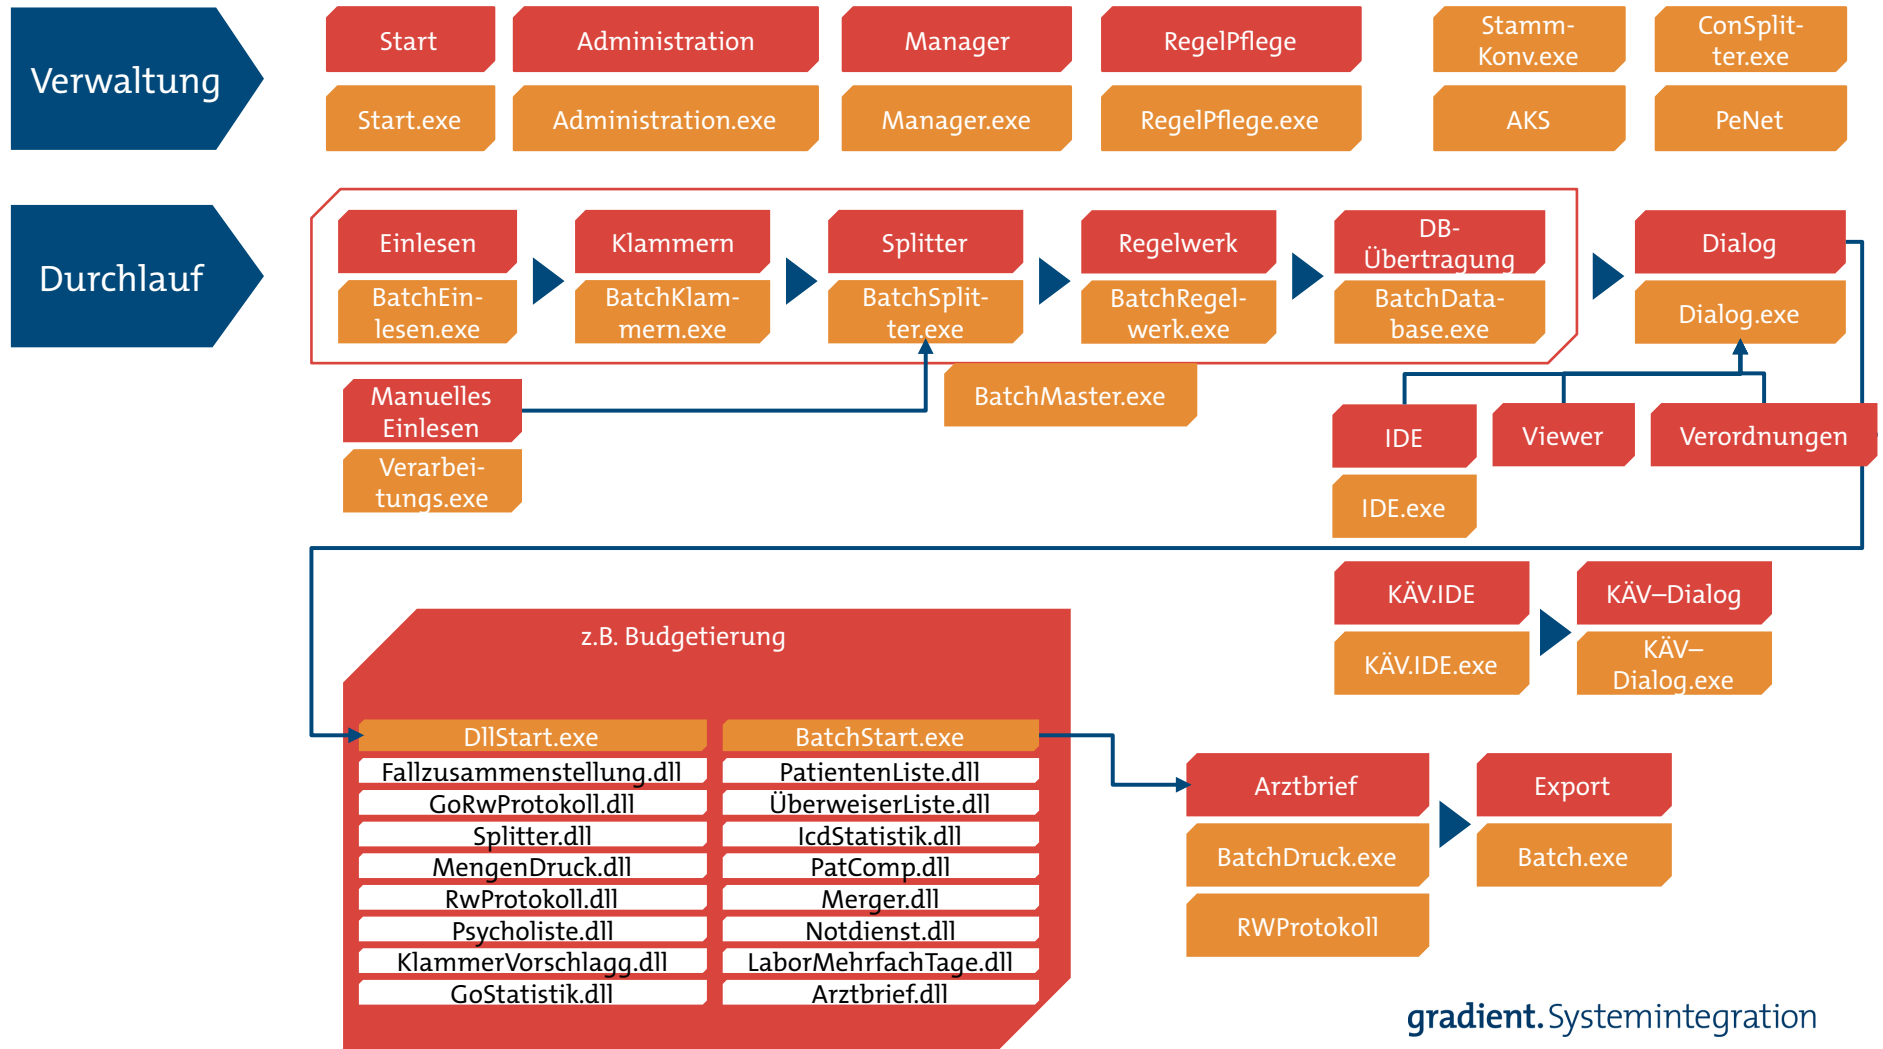 Verwaltung
Start
Administration
Manager
RegelPflege
Stamm-
Konv.exe
ConSplit-
ter.exe
Start.exe
Administration.exe
Manager.exe
RegelPflege.exe
AKS
PeNet
Durchlauf
Einlesen
Klammern
Splitter
Regelwerk
DB-
Übertragung
Dialog
BatchEin-
lesen.exe
BatchKlam-
mern.exe
BatchSplit-
ter.exe
BatchRegel-
werk.exe
BatchData-
base.exe
Dialog.exe
Manuelles
Einlesen
BatchMaster.exe
IDE
Viewer
Verordnungen
Verarbei-
tungs.exe
IDE.exe
KÄV.IDE
KÄV–Dialog
KÄV.IDE.exe
KÄV–
Dialog.exe
z.B. Budgetierung
DllStart.exe
Fallzusammenstellung.dll
GoRwProtokoll.dll
Splitter.dll
MengenDruck.dll
RwProtokoll.dll
Psycholiste.dll
KlammerVorschlagg.dll
GoStatistik.dll
BatchStart.exe
PatientenListe.dll
ÜberweiserListe.dll
IcdStatistik.dll
PatComp.dll
Merger.dll
Notdienst.dll
LaborMehrfachTage.dll
Arztbrief.dll
Arztbrief
Export
BatchDruck.exe
Batch.exe
RWProtokoll
gradient. Systemintegration